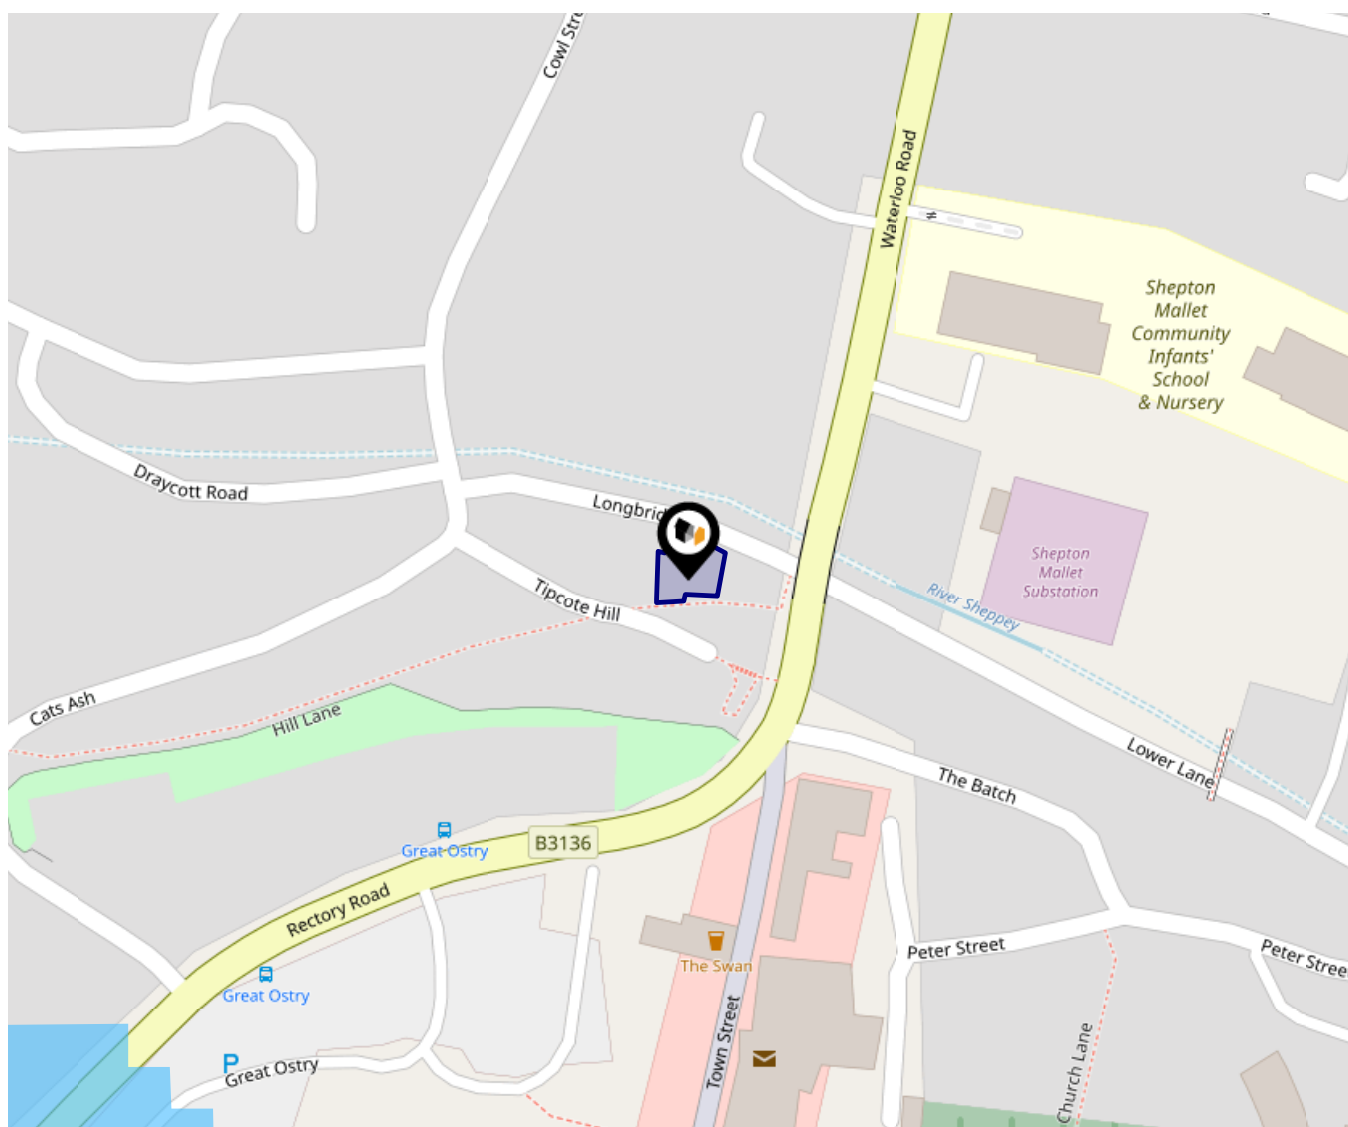 Cowl Stre
Waterloo Road
Shepton
Mallet
Community
Infants'
School
& Nursery
Draycott Road
Longbrid
Shepton
Mallet
Substation
River Sheppey
Tipcote Hill
Cats Ash
Hill Lane
Lower Lane
The Batch
B3136
Great Ostry
Rectory Road
Peter Street
Peter Stree
The Swan
Great Ostry
Town Street
Church Lane
P
Great Ostry